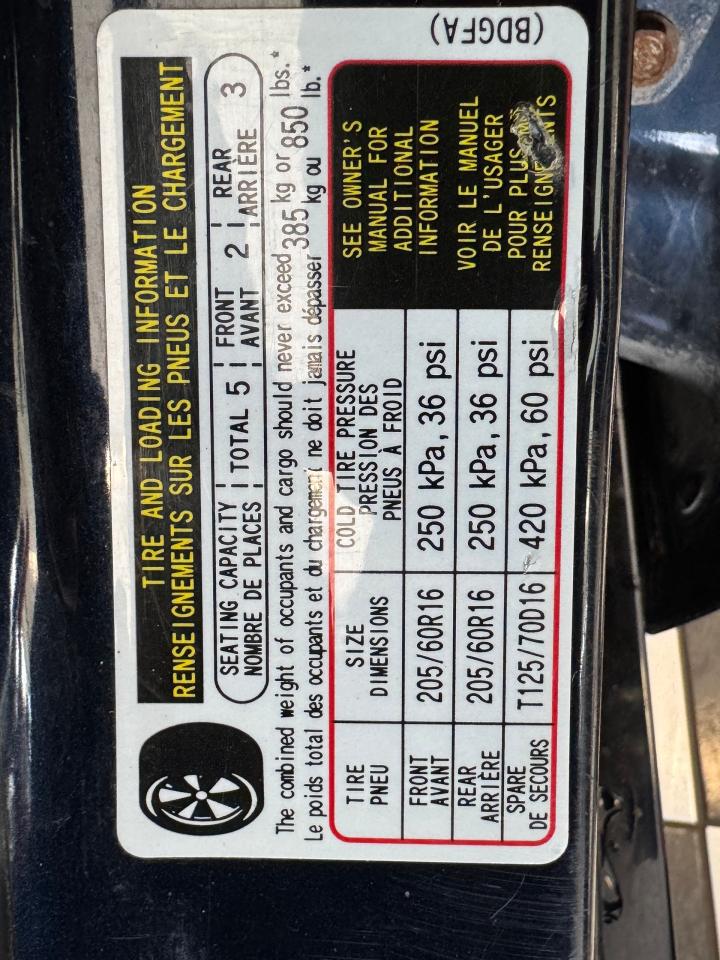 (BDGFA)
TIRE AND LOADING INFORMATION
RENSEIGNEMENTS SUR LES PNEUS ET LE CHARGEMENT
SEATING CAPACITY TOTAL 5 FRONT 2 REAR 3
NOMBRE DE PLACES AVANT ARRIÈRE
The combined weight of occupants and cargo should never exceed 385 kg or 850 lbs.*
Le poids total des occupants et du chargement ne doit jamais dépasser kg ou lb.*
TIRE SIZE COLD TIRE PRESSURE
PNEU DIMENSIONS PRESSION DES
PNEUS À FROID
FRONT 205/60R16 250 kPa, 36 psi
AVANT
REAR 205/60R16 250 kPa, 36 psi
ARRIÈRE
SPARE T125/70D16 420 kPa, 60 psi
DE SECOURS
SEE OWNER'S
MANUAL FOR
ADDITIONAL
INFORMATION
VOIR LE MANUEL
DE L'USAGER
POUR PLUS
RENSEIGNEMENTS